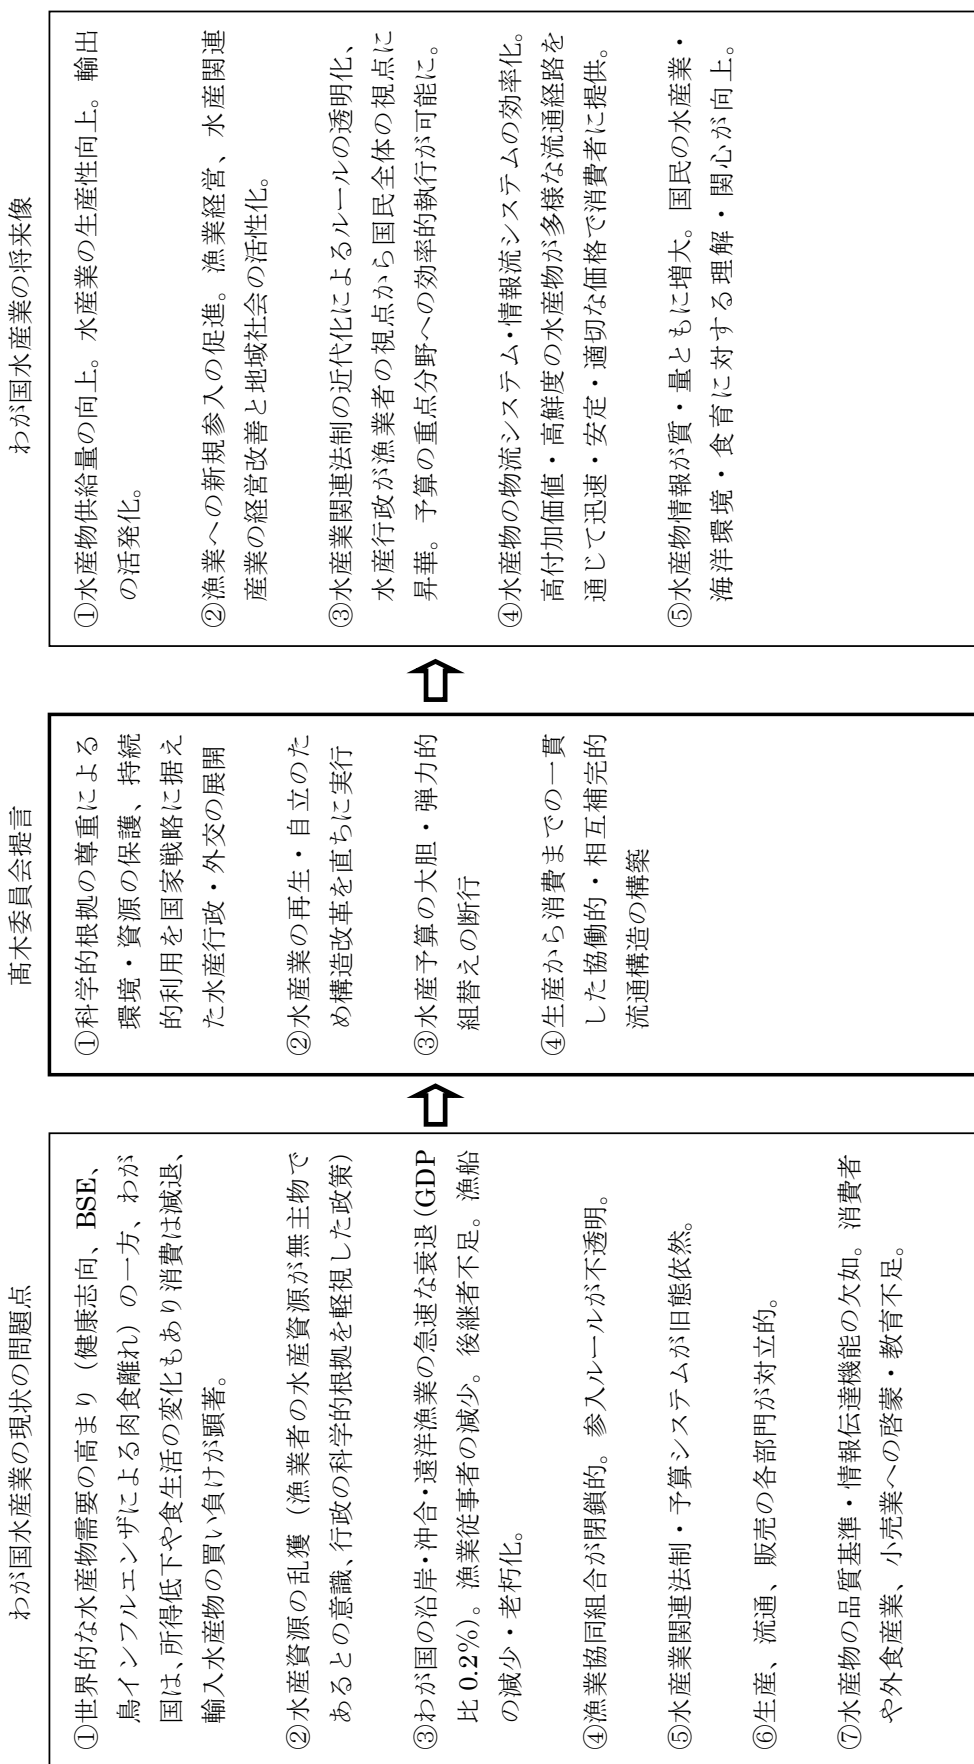 わが国水産業の現状の問題点
①世界的な水産物需要の高まり（健康志向、BSE、
鳥インフルエンザによる肉食離れ）の一方、わが
国は、所得低下や食生活の変化もあり消費は減退、
輸入水産物の買い負けが顕著。
②水産資源の乱獲（漁業者の水産資源が無主物で
あるとの意識、行政の科学的根拠を軽視した政策）
③わが国の沿岸・沖合・遠洋漁業の急速な衰退（GDP
比 0.2%）。漁業従事者の減少。後継者不足。漁船
の減少・老朽化。
④漁業協同組合が閉鎖的。参入ルールが不透明。
⑤水産業関連法制・予算システムが旧態依然。
⑥生産、流通、販売の各部門が対立的。
⑦水産物の品質基準・情報伝達機能の欠如。消費者
や外食産業、小売業への啓蒙・教育不足。
髙木委員会提言
①科学的根拠の尊重による
環境・資源の保護、持続
的利用を国家戦略に据え
た水産行政・外交の展開
②水産業の再生・自立のた
め構造改革を直ちに実行
③水産予算の大胆・弾力的
組替えの断行
④生産から消費までの一貫
した協働的・相互補完的
流通構造の構築
わが国水産業の将来像
①水産物供給量の向上。水産業の生産性向上。輸出
の活発化。
②漁業への新規参入の促進。漁業経営、水産関連
産業の経営改善と地域社会の活性化。
③水産業関連法制の近代化によるルールの透明化、
水産行政が漁業者の視点から国民全体の視点に
昇華。予算の重点分野への効率的執行が可能に。
④水産物の物流システム・情報流システムの効率化。
高付加価値・高鮮度の水産物が多様な流通経路を
通じて迅速・安定・適切な価格で消費者に提供。
⑤水産物情報が質・量ともに増大。国民の水産業・
海洋環境・食育に対する理解・関心が向上。